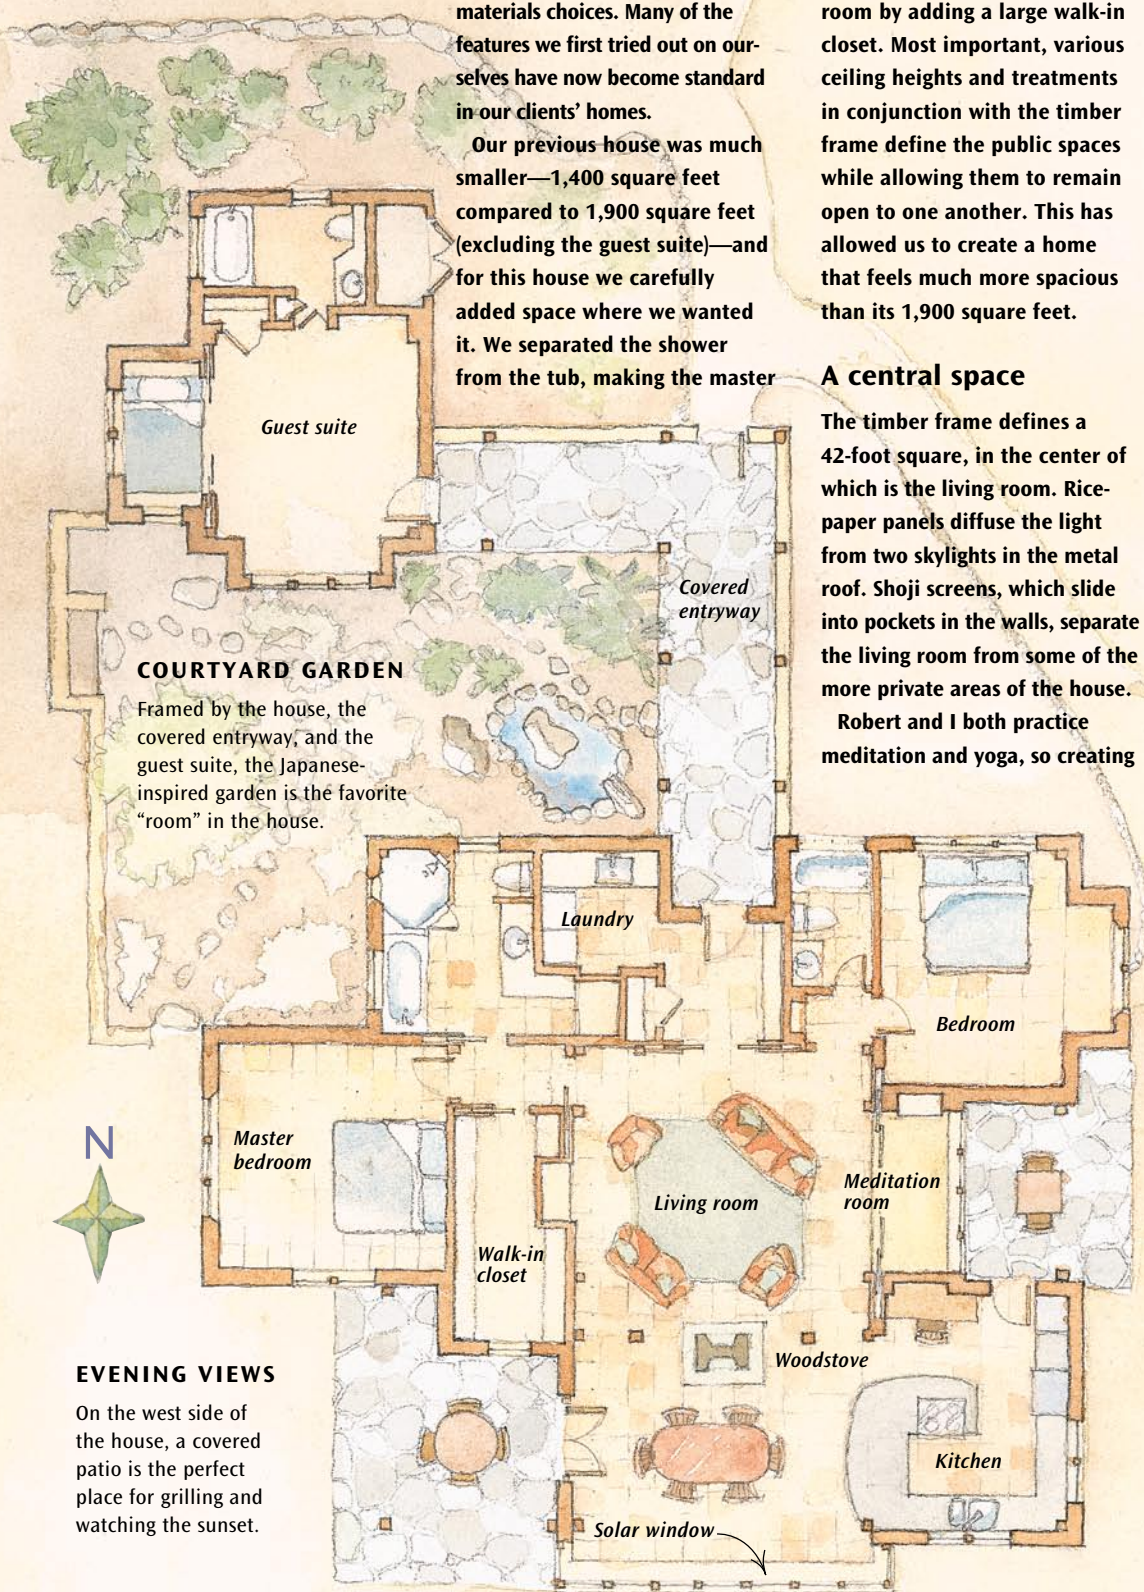 materials choices. Many of the
features we first tried out on our-
selves have now become standard
in our clients’ homes.
Our previous house was much
smaller—1,400 square feet
compared to 1,900 square feet
(excluding the guest suite)—and
for this house we carefully
added space where we wanted
it. We separated the shower
from the tub, making the master
room by adding a large walk-in
closet. Most important, various
ceiling heights and treatments
in conjunction with the timber
frame define the public spaces
while allowing them to remain
open to one another. This has
allowed us to create a home
that feels much more spacious
than its 1,900 square feet.
A central space
The timber frame defines a
42-foot square, in the center of
which is the living room. Rice-
paper panels diffuse the light
from two skylights in the metal
roof. Shoji screens, which slide
into pockets in the walls, separate
the living room from some of the
more private areas of the house.
Robert and I both practice
meditation and yoga, so creating
Guest suite
Covered
entryway
COURTYARD GARDEN
Framed by the house, the
covered entryway, and the
guest suite, the Japanese-
inspired garden is the favorite
“room” in the house.
Laundry
Bedroom
N
Master
bedroom
Living room
Meditation
room
Walk-in
closet
Woodstove
EVENING VIEWS
On the west side of
the house, a covered
patio is the perfect
place for grilling and
watching the sunset.
Kitchen
Solar window